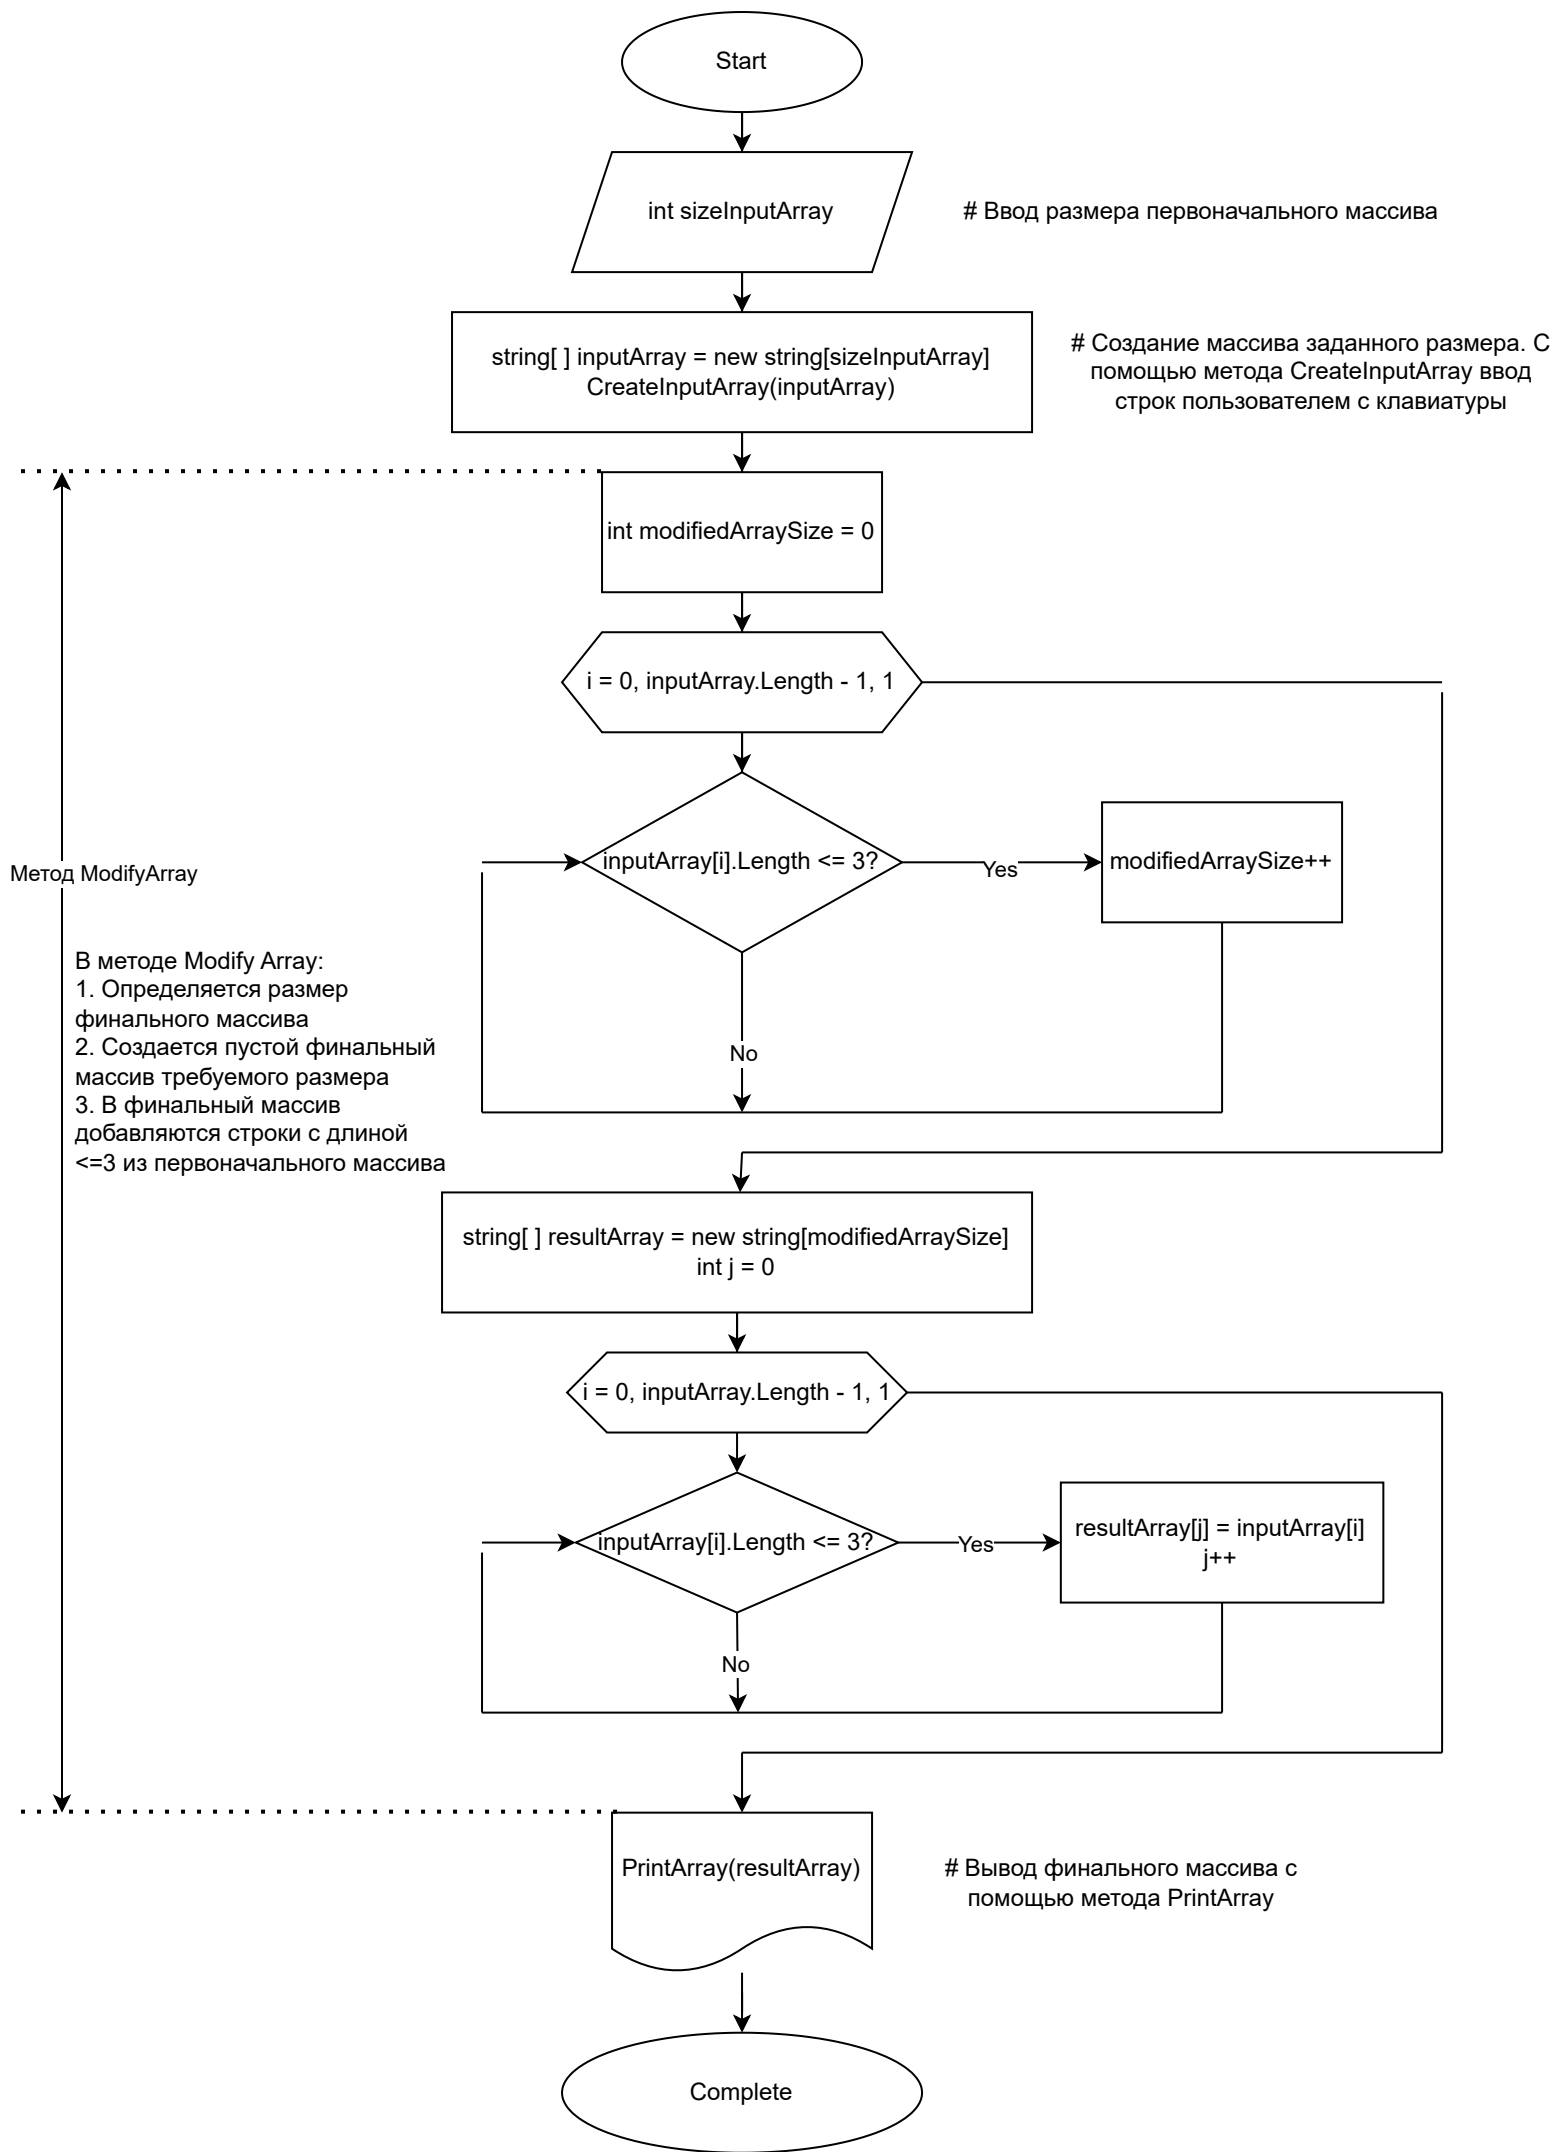 Start
int sizeInputArray
# Ввод размера первоначального массива
string[ ] inputArray = new string[sizeInputArray]
CreateInputArray(inputArray)
# Создание массива заданного размера. С
помощью метода CreateInputArray ввод
строк пользователем с клавиатуры
int modifiedArraySize = 0
i = 0, inputArray.Length - 1, 1
inputArray[i].Length <= 3?
Yes
modifiedArraySize++
Метод ModifyArray
В методе Modify Array:
1. Определяется размер
финального массива
2. Создается пустой финальный
массив требуемого размера
3. В финальный массив
добавляются строки с длиной
<=3 из первоначального массива
No
string[ ] resultArray = new string[modifiedArraySize]
int j = 0
i = 0, inputArray.Length - 1, 1
inputArray[i].Length <= 3?
Yes
resultArray[j] = inputArray[i]
j++
No
PrintArray(resultArray)
# Вывод финального массива с
помощью метода PrintArray
Complete